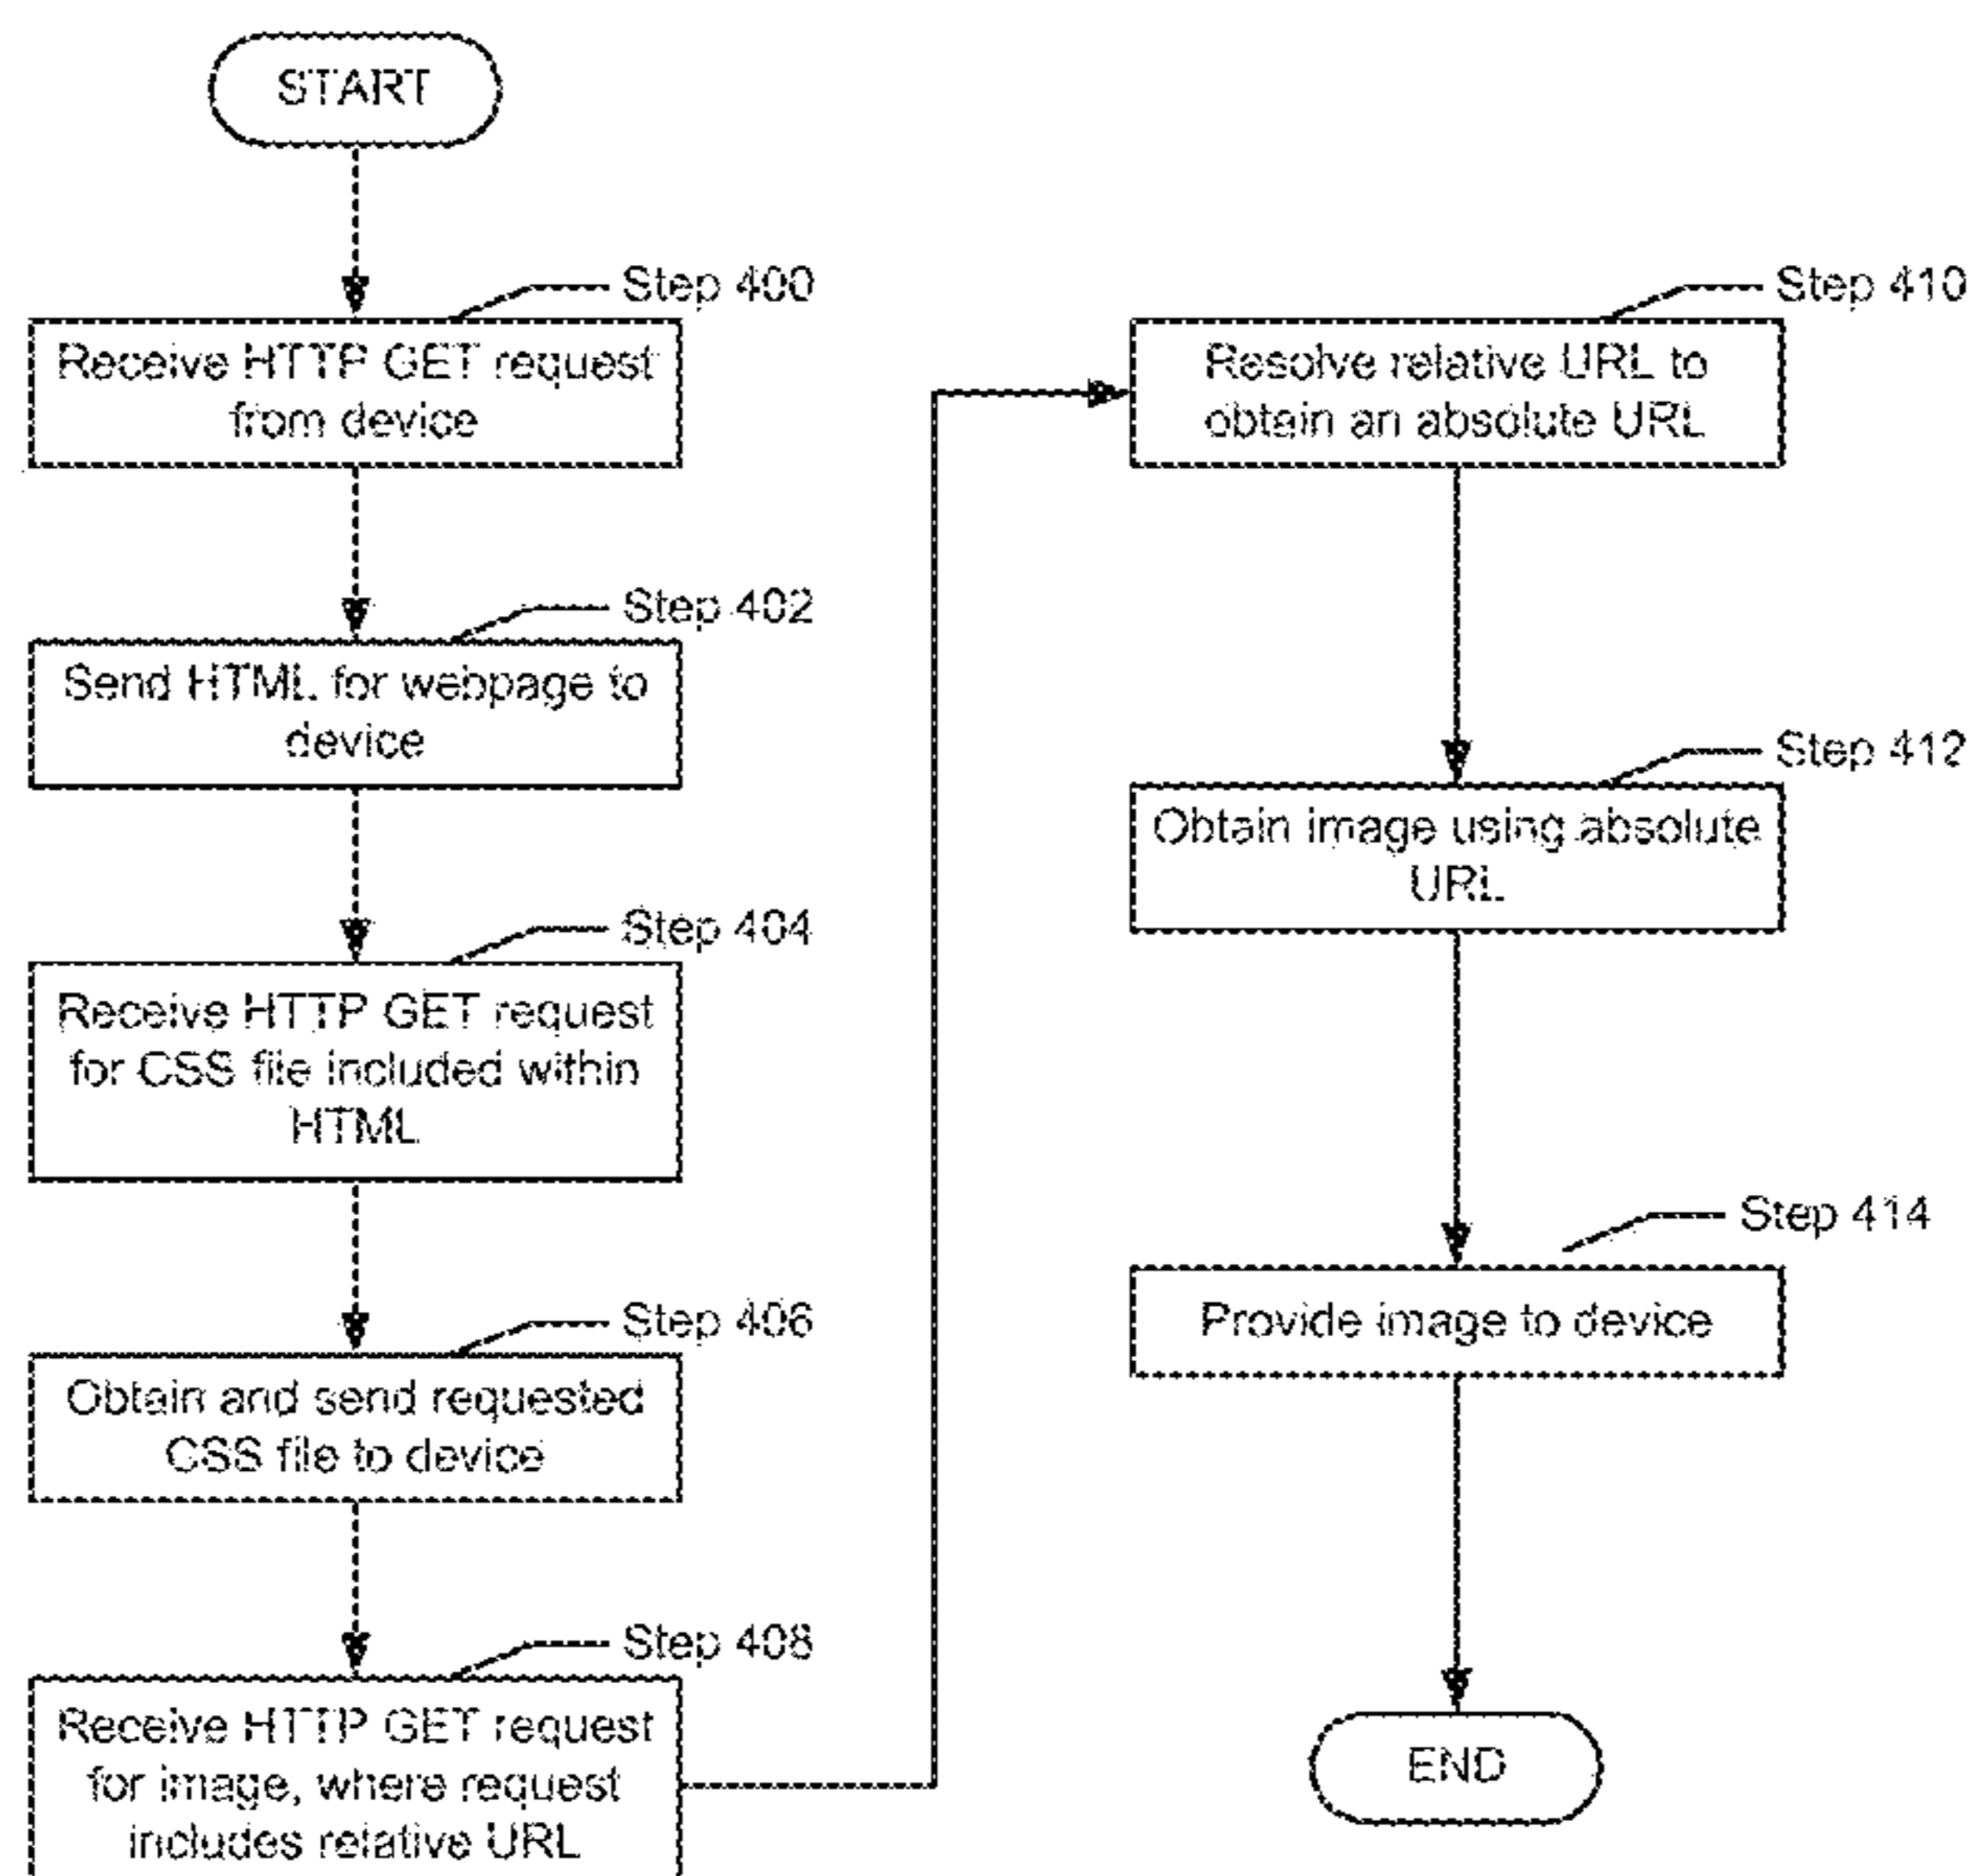 START
Step 400
Receive HTTP GET request
from device
Step 402
Send HTML for webpage to
device
Step 404
Receive HTTP GET request
for CSS file included within
HTML
Step 406
Obtain and send requested
CSS file to device
Step 408
Receive HTTP GET request
for image, where request
includes relative URL
Step 410
Resolve relative URL to
obtain an absolute URL
Step 412
Obtain image using absolute
URL
Step 414
Provide image to device
END